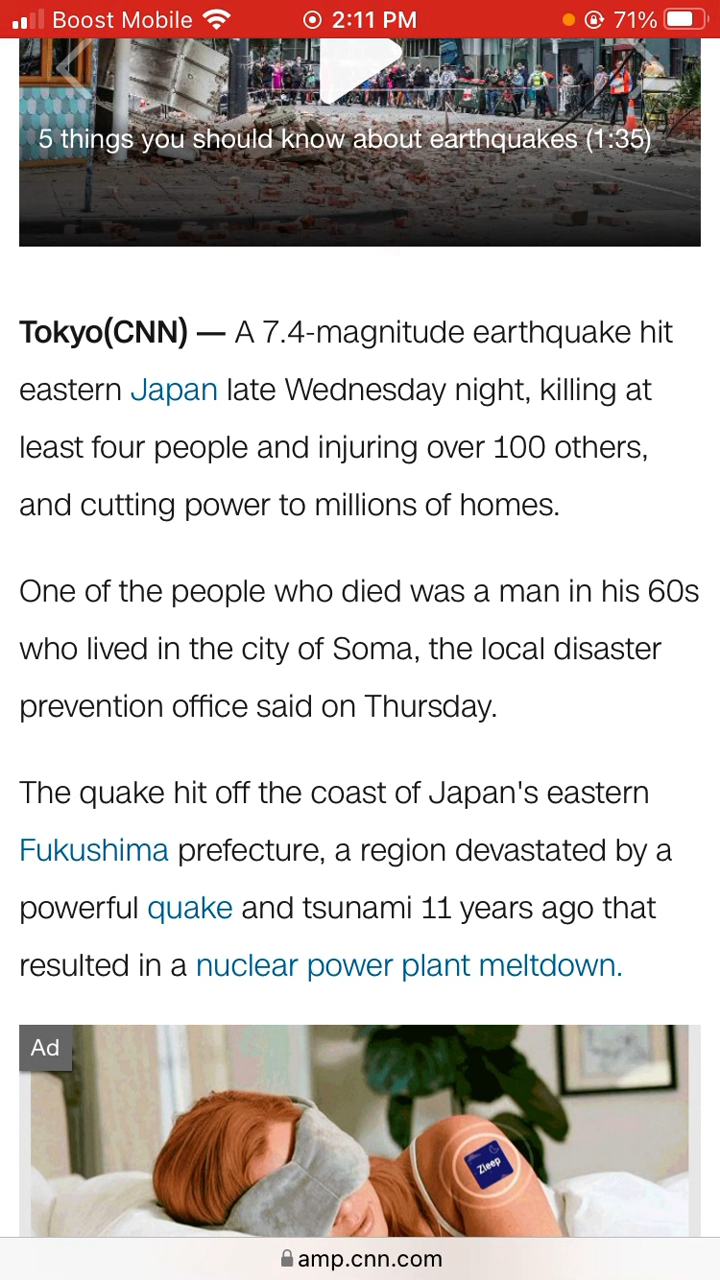 Boost Mobile 2:11 PM 71%
5 things you should know about earthquakes (1:35)
Tokyo(CNN) — A 7.4-magnitude earthquake hit
eastern Japan late Wednesday night, killing at
least four people and injuring over 100 others,
and cutting power to millions of homes.
One of the people who died was a man in his 60s
who lived in the city of Soma, the local disaster
prevention office said on Thursday.
The quake hit off the coast of Japan's eastern
Fukushima prefecture, a region devastated by a
powerful quake and tsunami 11 years ago that
resulted in a nuclear power plant meltdown.
Ad
Zleep
amp.cnn.com